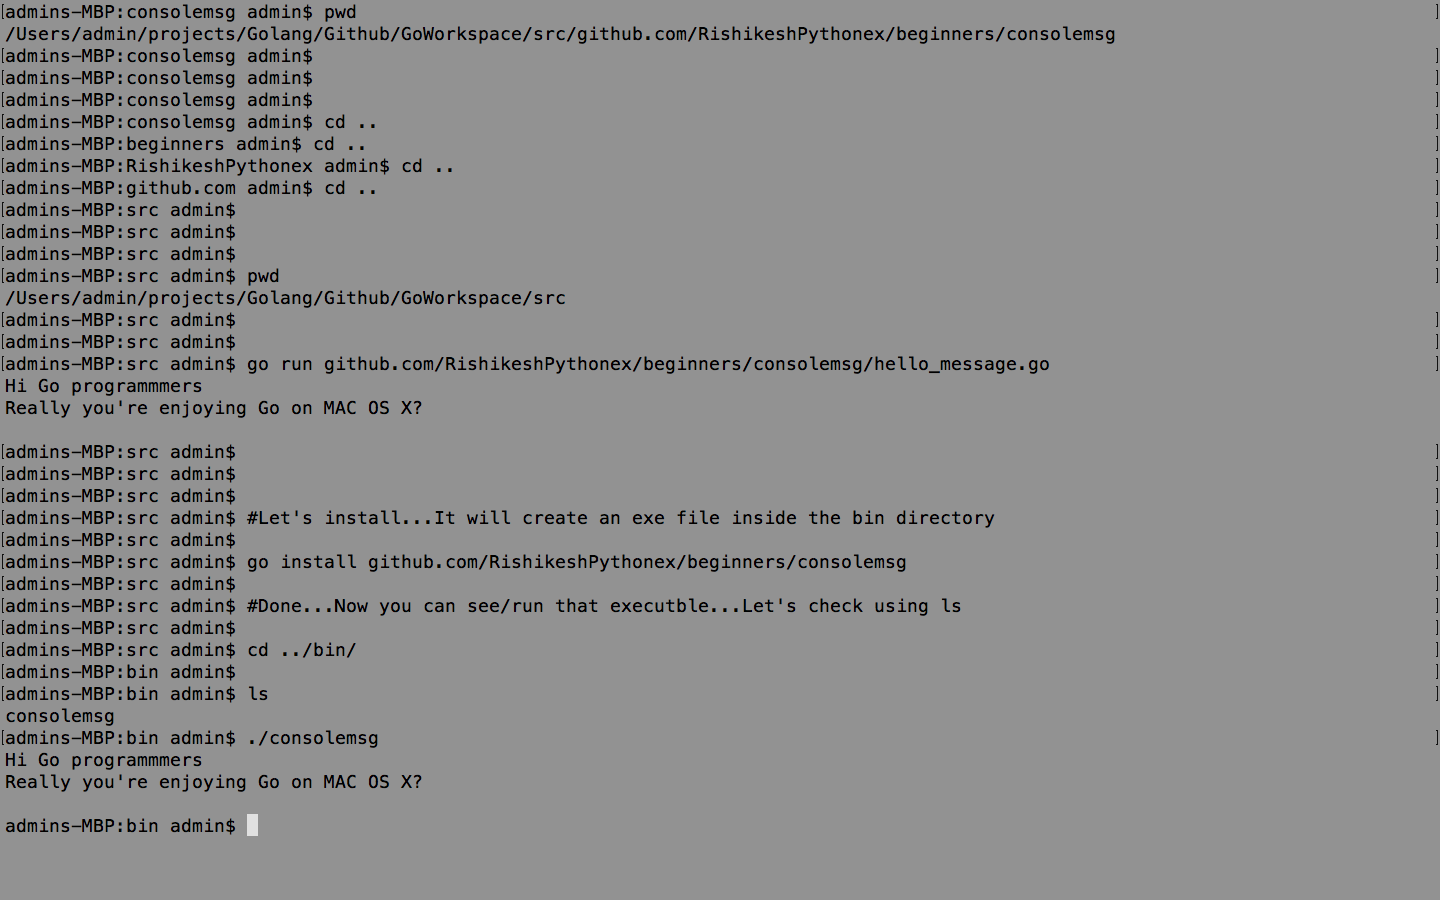 [admins-MBP:consolemsg admin$ pwd ]
/Users/admin/projects/Golang/Github/GoWorkspace/src/github.com/RishikeshPythonex/beginners/consolemsg
[admins-MBP:consolemsg admin$ ]
[admins-MBP:consolemsg admin$ ]
[admins-MBP:consolemsg admin$ ]
[admins-MBP:consolemsg admin$ cd .. ]
[admins-MBP:beginners admin$ cd .. ]
[admins-MBP:RishikeshPythonex admin$ cd .. ]
[admins-MBP:github.com admin$ cd .. ]
[admins-MBP:src admin$ ]
[admins-MBP:src admin$ ]
[admins-MBP:src admin$ ]
[admins-MBP:src admin$ pwd ]
/Users/admin/projects/Golang/Github/GoWorkspace/src
[admins-MBP:src admin$ ]
[admins-MBP:src admin$ ]
[admins-MBP:src admin$ go run github.com/RishikeshPythonex/beginners/consolemsg/hello_message.go ]
Hi Go programmmers
Really you're enjoying Go on MAC OS X?
[admins-MBP:src admin$ ]
[admins-MBP:src admin$ ]
[admins-MBP:src admin$ ]
[admins-MBP:src admin$ #Let's install...It will create an exe file inside the bin directory ]
[admins-MBP:src admin$ ]
[admins-MBP:src admin$ go install github.com/RishikeshPythonex/beginners/consolemsg ]
[admins-MBP:src admin$ ]
[admins-MBP:src admin$ #Done...Now you can see/run that executble...Let's check using ls ]
[admins-MBP:src admin$ ]
[admins-MBP:src admin$ cd ../bin/ ]
[admins-MBP:bin admin$ ]
[admins-MBP:bin admin$ ls ]
consolemsg
[admins-MBP:bin admin$ ./consolemsg ]
Hi Go programmmers
Really you're enjoying Go on MAC OS X?
admins-MBP:bin admin$